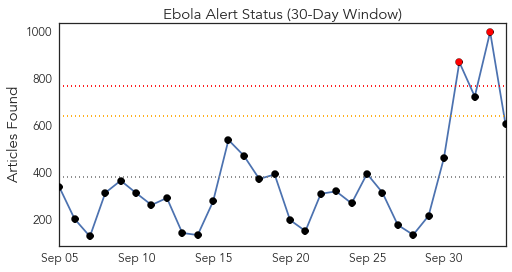 Ebola Alert Status (30-Day Window)
Articles Found
1000
800
600
400
200
Sep 05 Sep 10 Sep 15 Sep 20 Sep 25 Sep 30